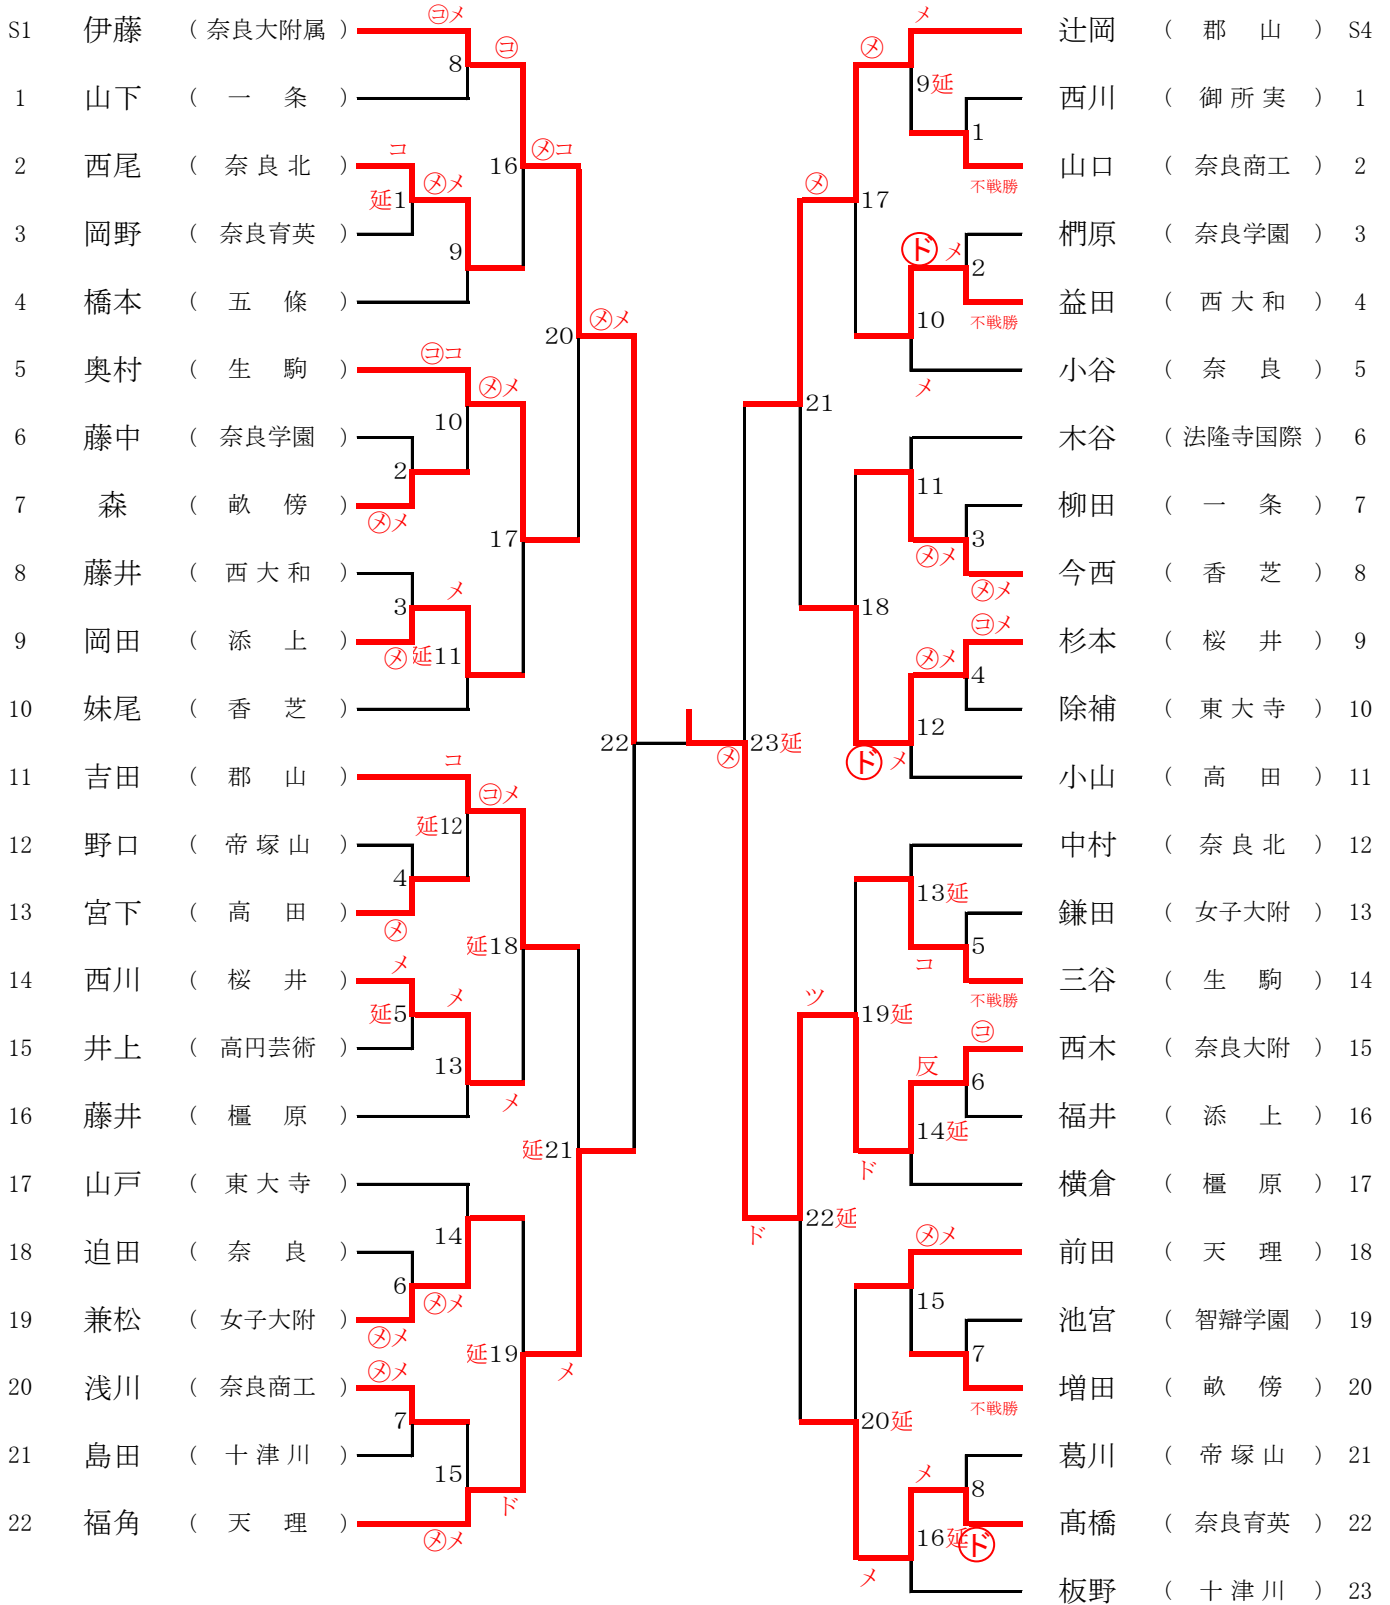 S1 伊藤 （ 奈良大附属 ）
1 山下 （ 一 条 ）
2 西尾 （ 奈 良 北 ）
3 岡野 （ 奈良育英 ）
4 橋本 （ 五 條 ）
5 奥村 （ 生 駒 ）
6 藤中 （ 奈良学園 ）
7 森 （ 畝 傍 ）
8 藤井 （ 西 大 和 ）
9 岡田 （ 添 上 ）
10 妹尾 （ 香 芝 ）
11 吉田 （ 郡 山 ）
12 野口 （ 帝 塚 山 ）
13 宮下 （ 高 田 ）
14 西川 （ 桜 井 ）
15 井上 （ 高円芸術 ）
16 藤井 （ 橿 原 ）
17 山戸 （ 東 大 寺 ）
18 迫田 （ 奈 良 ）
19 兼松 （ 女子大附 ）
20 浅川 （ 奈良商工 ）
21 島田 （ 十 津 川 ）
22 福角 （ 天 理 ）
㋙メ
8
㋙
コ
延1
㋱メ
9
16
㋱コ
㋙コ
10
㋱メ
2
㋱メ
17
3
メ
㋱
延11
20
㋱メ
コ
延12
㋙メ
4
㋱
延18
メ
延5
メ
13
メ
延21
14
6
㋱メ
㋱メ
延19
メ
㋱メ
7
15
ド
㋱メ
22
㋱
23延
メ
㋱
9延
1
不戦勝
17
㋱
ド
メ
2
10
不戦勝
メ
21
11
3
㋱メ
㋱メ
18
㋙メ
㋱メ
4
12
ド
メ
13延
5
コ
不戦勝
ツ
19延
㋙
反
6
14延
ド
ド
22延
㋱メ
15
7
不戦勝
20延
メ
8
16延
ド
メ
辻岡 （ 郡 山 ） S4
西川 （ 御 所 実 ） 1
山口 （ 奈良商工 ） 2
椚原 （ 奈良学園 ） 3
益田 （ 西 大 和 ） 4
小谷 （ 奈 良 ） 5
木谷 （ 法隆寺国際 ） 6
柳田 （ 一 条 ） 7
今西 （ 香 芝 ） 8
杉本 （ 桜 井 ） 9
除補 （ 東 大 寺 ） 10
小山 （ 高 田 ） 11
中村 （ 奈 良 北 ） 12
鎌田 （ 女子大附 ） 13
三谷 （ 生 駒 ） 14
西木 （ 奈良大附 ） 15
福井 （ 添 上 ） 16
横倉 （ 橿 原 ） 17
前田 （ 天 理 ） 18
池宮 （ 智辯学園 ） 19
増田 （ 畝 傍 ） 20
葛川 （ 帝 塚 山 ） 21
髙橋 （ 奈良育英 ） 22
板野 （ 十 津 川 ） 23